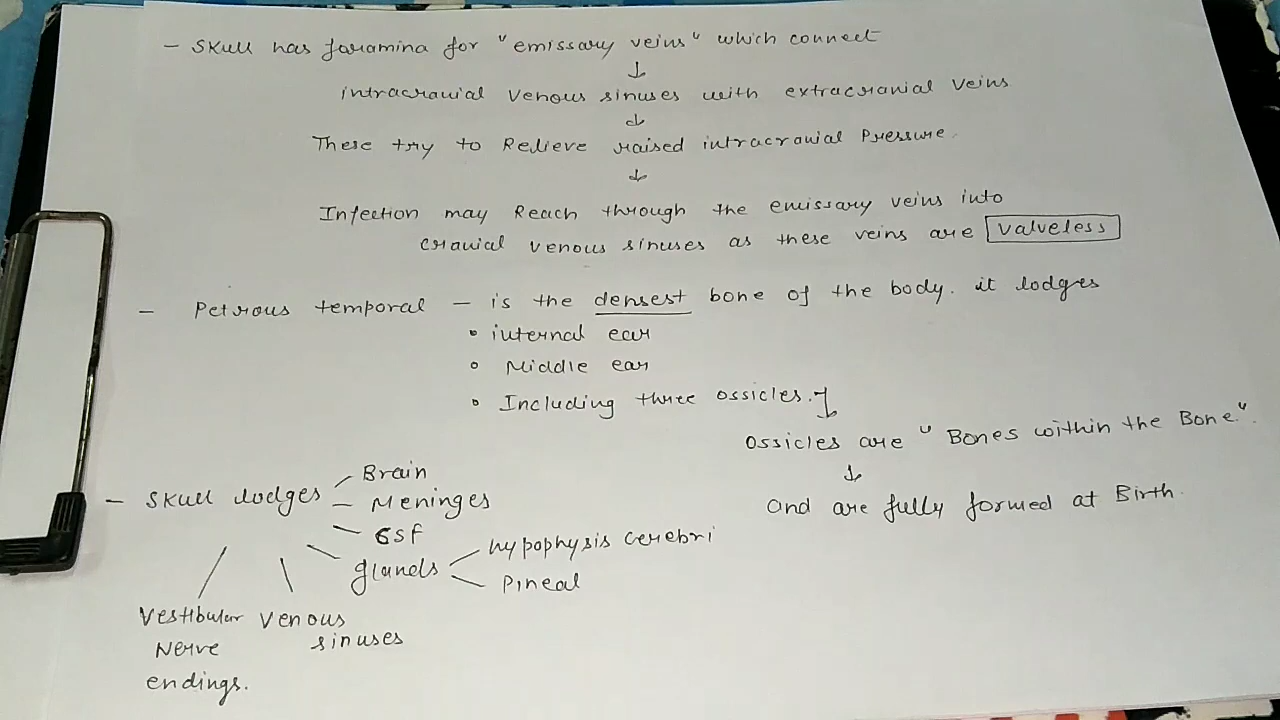 - Skull has foramina for "emissary veins" which connect
↓
intracranial venous sinuses with extracranial veins
↓
These try to Relieve raised intracranial Pressure.
↓
Infection may Reach through the emissary veins into
cranial venous sinuses as these veins are valveless
- Petrous temporal - is the densest bone of the body. it lodges
• internal ear
• Middle ear
• Including three ossicles.
↓
Ossicles are "Bones within the Bone".
↓
and are fully formed at Birth.
- Skull lodges
Brain
Meninges
CSF
glands
hypophysis cerebri
Pineal
Venous
sinuses
Vestibular
Nerve
endings.